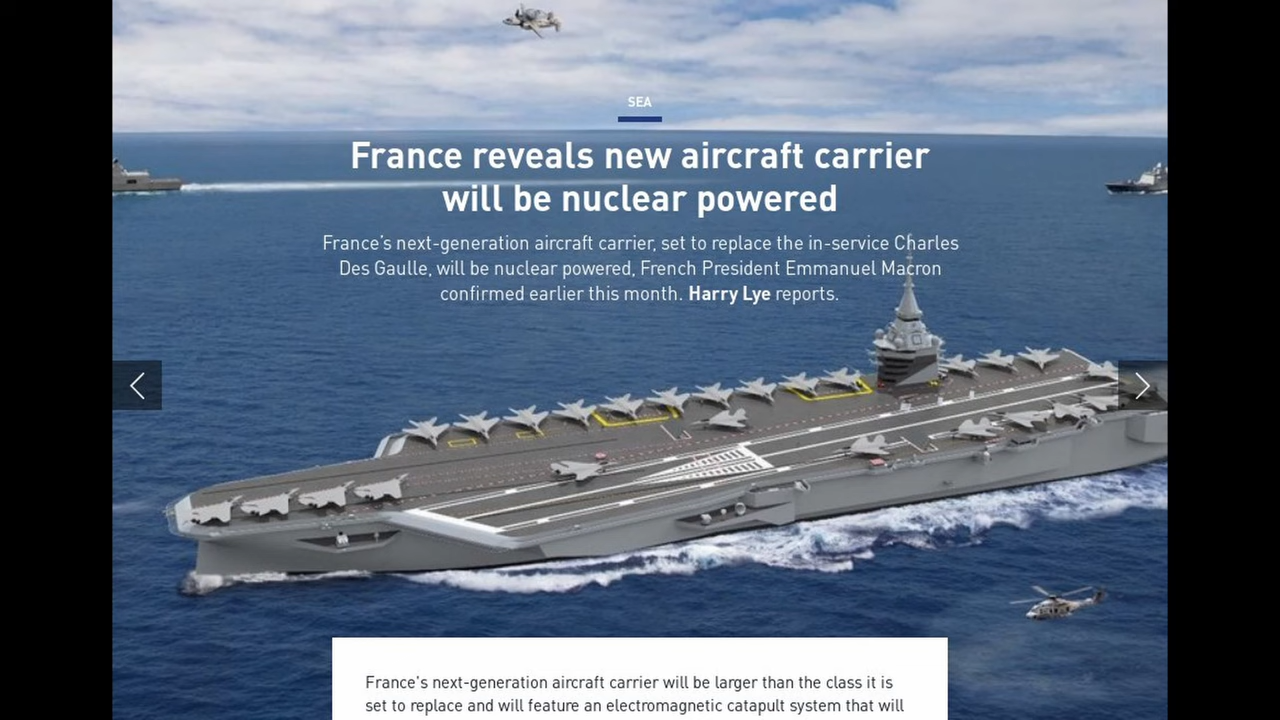 SEA
France reveals new aircraft carrier
will be nuclear powered
France's next-generation aircraft carrier, set to replace the in-service Charles
Des Gaulle, will be nuclear powered, French President Emmanuel Macron
confirmed earlier this month. Harry Lye reports.
France's next-generation aircraft carrier will be larger than the class it is
set to replace and will feature an electromagnetic catapult system that will